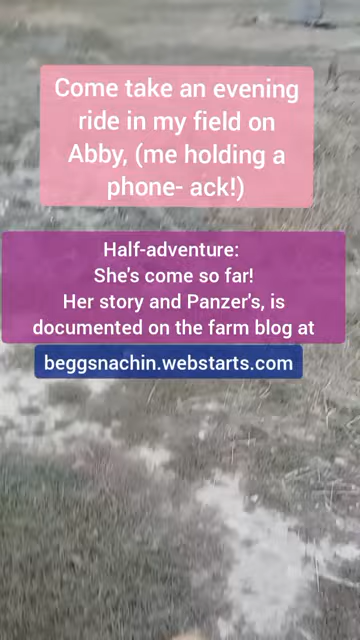 Come take an evening
ride in my field on
Abby, (me holding a
phone- ack!)
Half-adventure:
She's come so far!
Her story and Panzer's, is
documented on the farm blog at
beggsnachin.webstarts.com